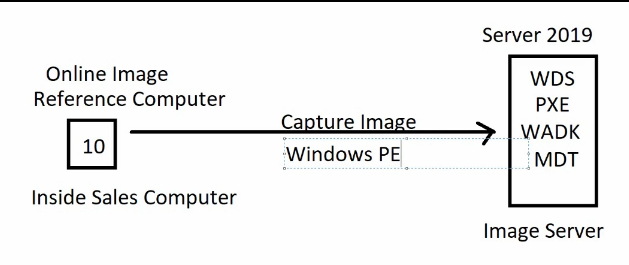 Server 2019
Online Image
Reference Computer
10
Inside Sales Computer
Capture Image
Windows PE
WDS
PXE
WADK
MDT
Image Server